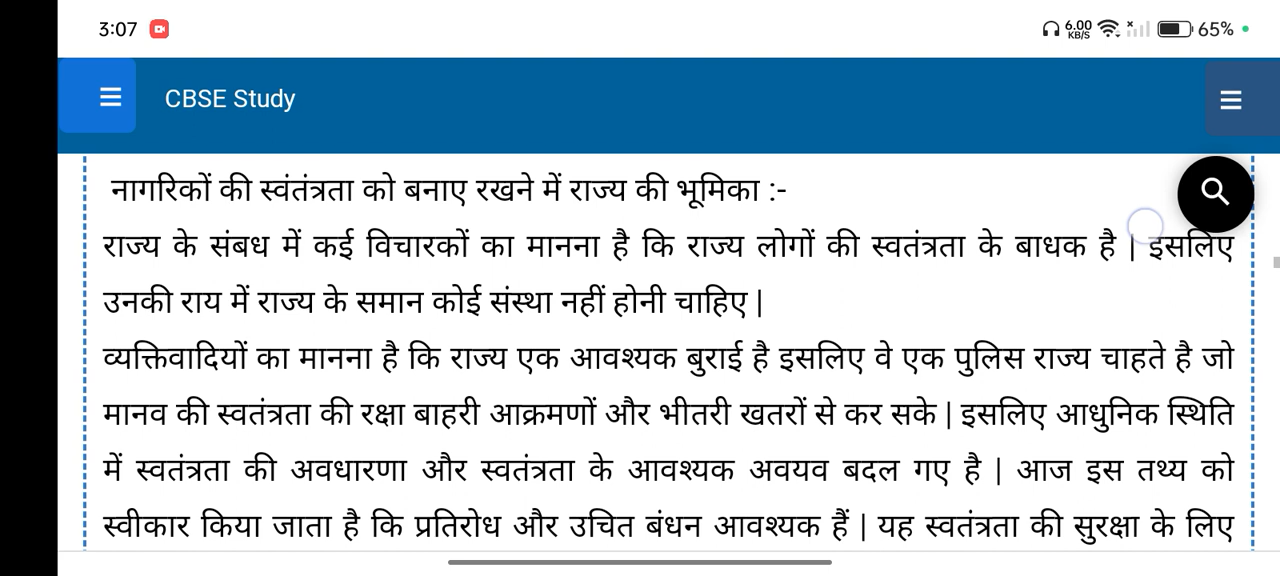 3:07
6.00 KB/S 65%
CBSE Study
नागरिकों की स्वंतंत्रता को बनाए रखने में राज्य की भूमिका :-
राज्य के संबध में कई विचारकों का मानना है कि राज्य लोगों की स्वतंत्रता के बाधक है | इसलिए
उनकी राय में राज्य के समान कोई संस्था नहीं होनी चाहिए |
व्यक्तिवादियों का मानना है कि राज्य एक आवश्यक बुराई है इसलिए वे एक पुलिस राज्य चाहते है जो
मानव की स्वतंत्रता की रक्षा बाहरी आक्रमणों और भीतरी खतरों से कर सके | इसलिए आधुनिक स्थिति
में स्वतंत्रता की अवधारणा और स्वतंत्रता के आवश्यक अवयव बदल गए है | आज इस तथ्य को
स्वीकार किया जाता है कि प्रतिरोध और उचित बंधन आवश्यक हैं | यह स्वतंत्रता की सुरक्षा के लिए